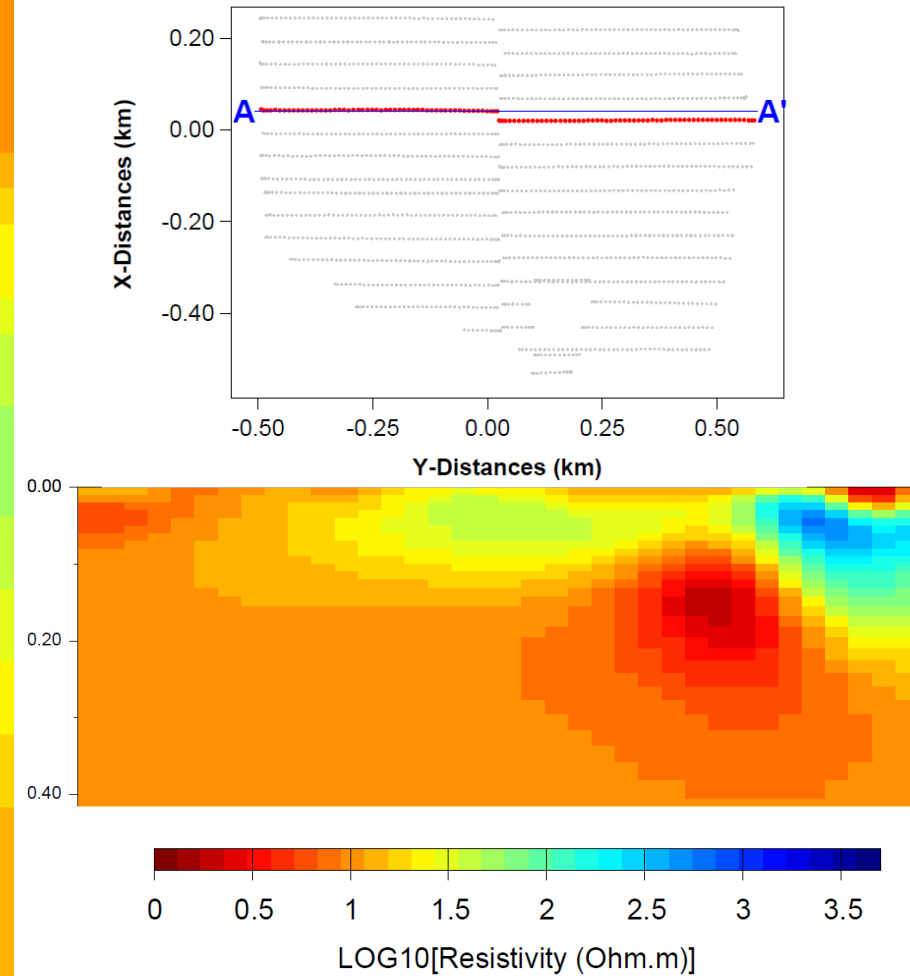 0.20
A A'
0.00
-0.20
-0.40
X-Distances (km)
-0.50 -0.25 0.00 0.25 0.50
Y-Distances (km)
0.00
0.20
0.40
0 0.5 1 1.5 2 2.5 3 3.5
LOG10[Resistivity (Ohm.m)]